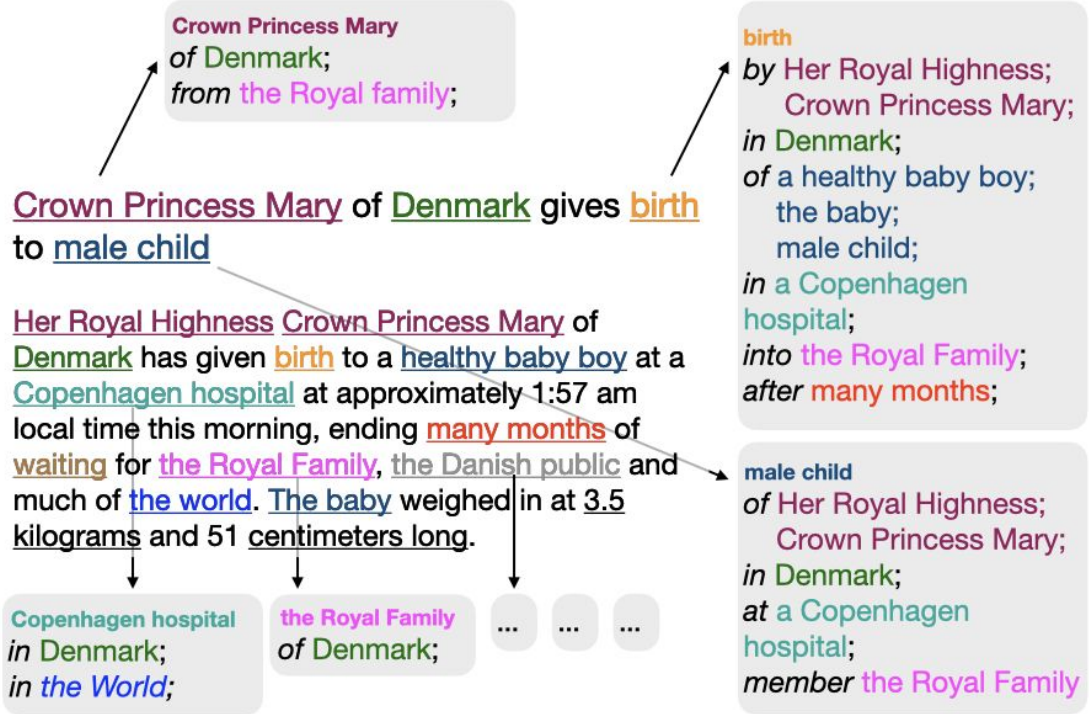 Crown Princess Mary
of Denmark;
from the Royal family;
birth
by Her Royal Highness;
Crown Princess Mary;
in Denmark;
of a healthy baby boy;
the baby;
male child;
in a Copenhagen
hospital;
into the Royal Family;
after many months;
Crown Princess Mary of Denmark gives birth
to male child
Her Royal Highness Crown Princess Mary of
Denmark has given birth to a healthy baby boy at a
Copenhagen hospital at approximately 1:57 am
local time this morning, ending many months of
waiting for the Royal Family, the Danish public and
much of the world. The baby weighed in at 3.5
kilograms and 51 centimeters long.
male child
of Her Royal Highness;
Crown Princess Mary;
in Denmark;
at a Copenhagen
hospital;
member the Royal Family
Copenhagen hospital
in Denmark;
in the World;
the Royal Family
of Denmark;
...
...
...